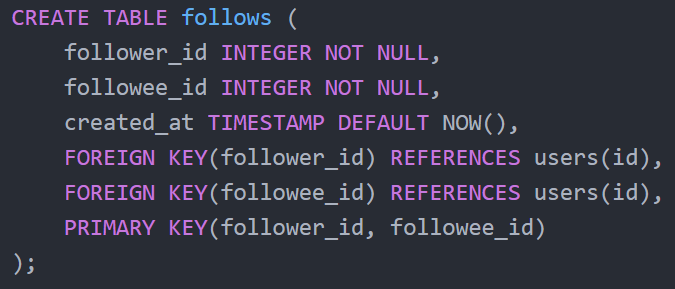 CREATE TABLE follows (
    follower_id INTEGER NOT NULL,
    followee_id INTEGER NOT NULL,
    created_at TIMESTAMP DEFAULT NOW(),
    FOREIGN KEY(follower_id) REFERENCES users(id),
    FOREIGN KEY(followee_id) REFERENCES users(id),
    PRIMARY KEY(follower_id, followee_id)
);